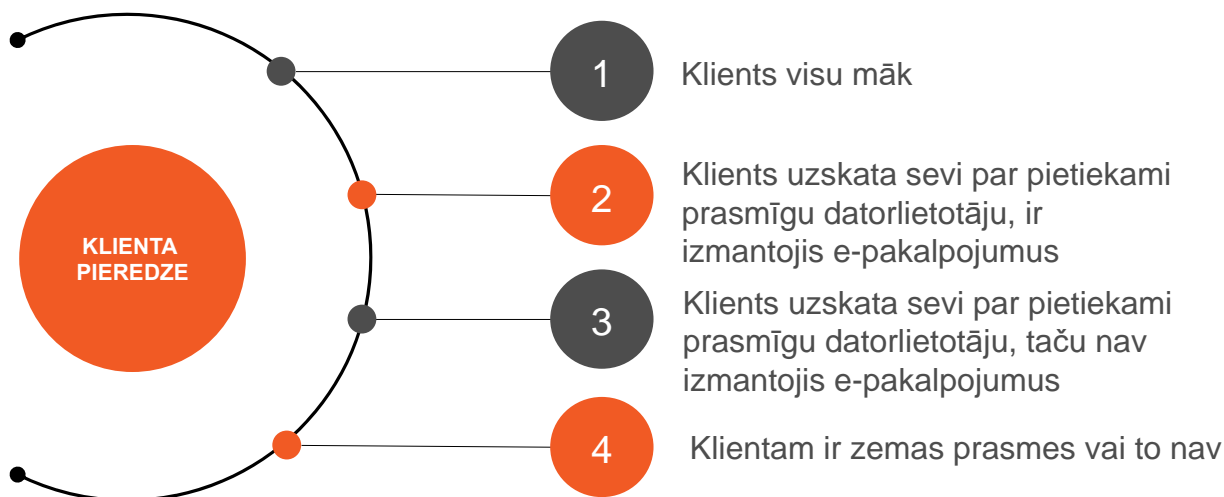 KLIENTA
PIEREDZE
1
Klients visu māk
2
Klients uzskata sevi par pietiekami
prasmīgu datorlietotāju, ir
izmantojis e-pakalpojumus
3
Klients uzskata sevi par pietiekami
prasmīgu datorlietotāju, taču nav
izmantojis e-pakalpojumus
4
Klientam ir zemas prasmes vai to nav